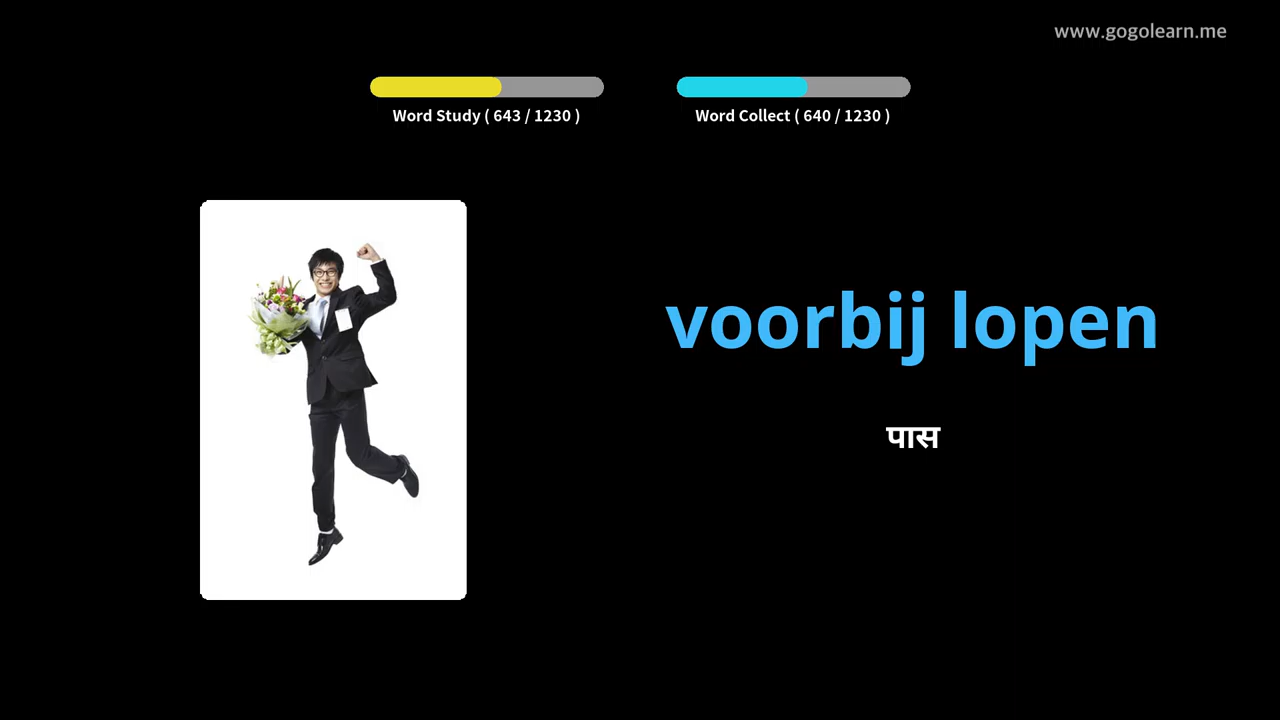 www.gogolearn.me
Word Study ( 643 / 1230 )
Word Collect ( 640 / 1230 )
voorbij lopen
पास